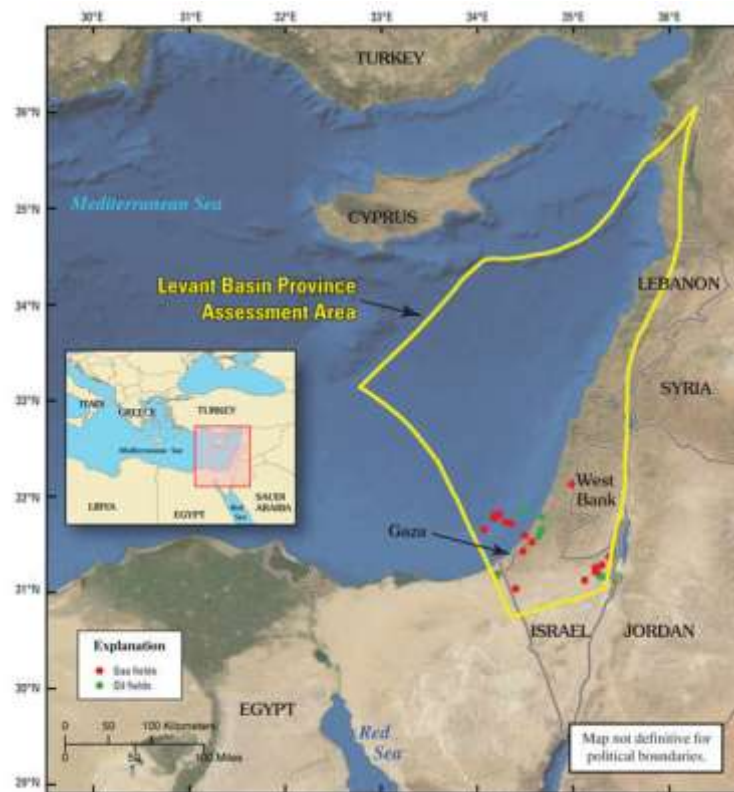 30°E
31°E
32°E
33°E
34°E
35°E
36°E
TURKEY
36°N
Mediterranean Sea
35°N
CYPRUS
Levant Basin Province
Assessment Area
34°N
LEBANON
33°N
SYRIA
ITALY
GREECE
TURKEY
Mediterranean Sea
LIBYA
EGYPT
Red
Sea
SAUDI
ARABIA
32°N
West
Bank
Gaza
31°N
ISRAEL
JORDAN
Explanation
Gas fields
Oil fields
30°N
EGYPT
0 50 100 Kilometers
0 50 100 Miles
Red
Sea
Map not definitive for
political boundaries.
29°N